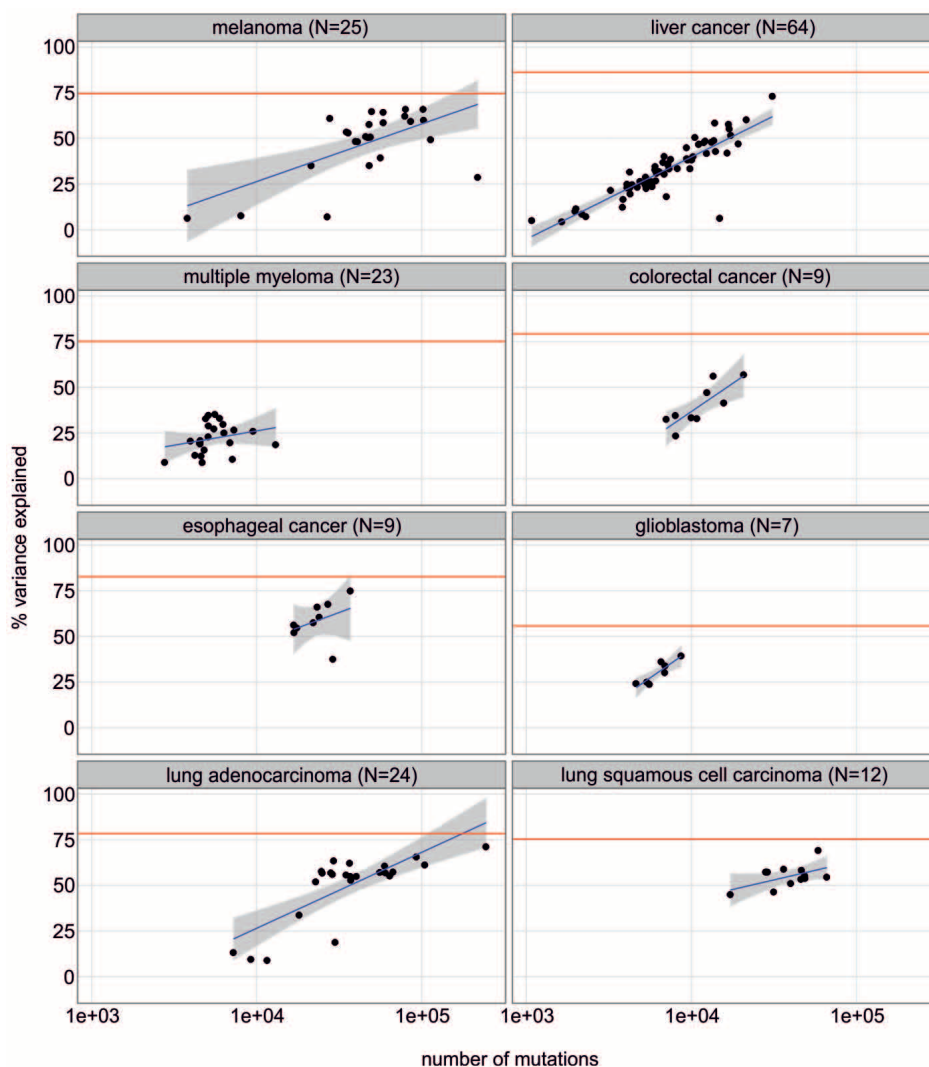 melanoma (N=25)
liver cancer (N=64)
100
75
50
25
0
multiple myeloma (N=23)
colorectal cancer (N=9)
100
75
50
25
0
esophageal cancer (N=9)
glioblastoma (N=7)
100
75
50
25
0
lung adenocarcinoma (N=24)
lung squamous cell carcinoma (N=12)
100
75
50
25
0
% variance explained
1e+03 1e+04 1e+05 1e+03 1e+04 1e+05
number of mutations